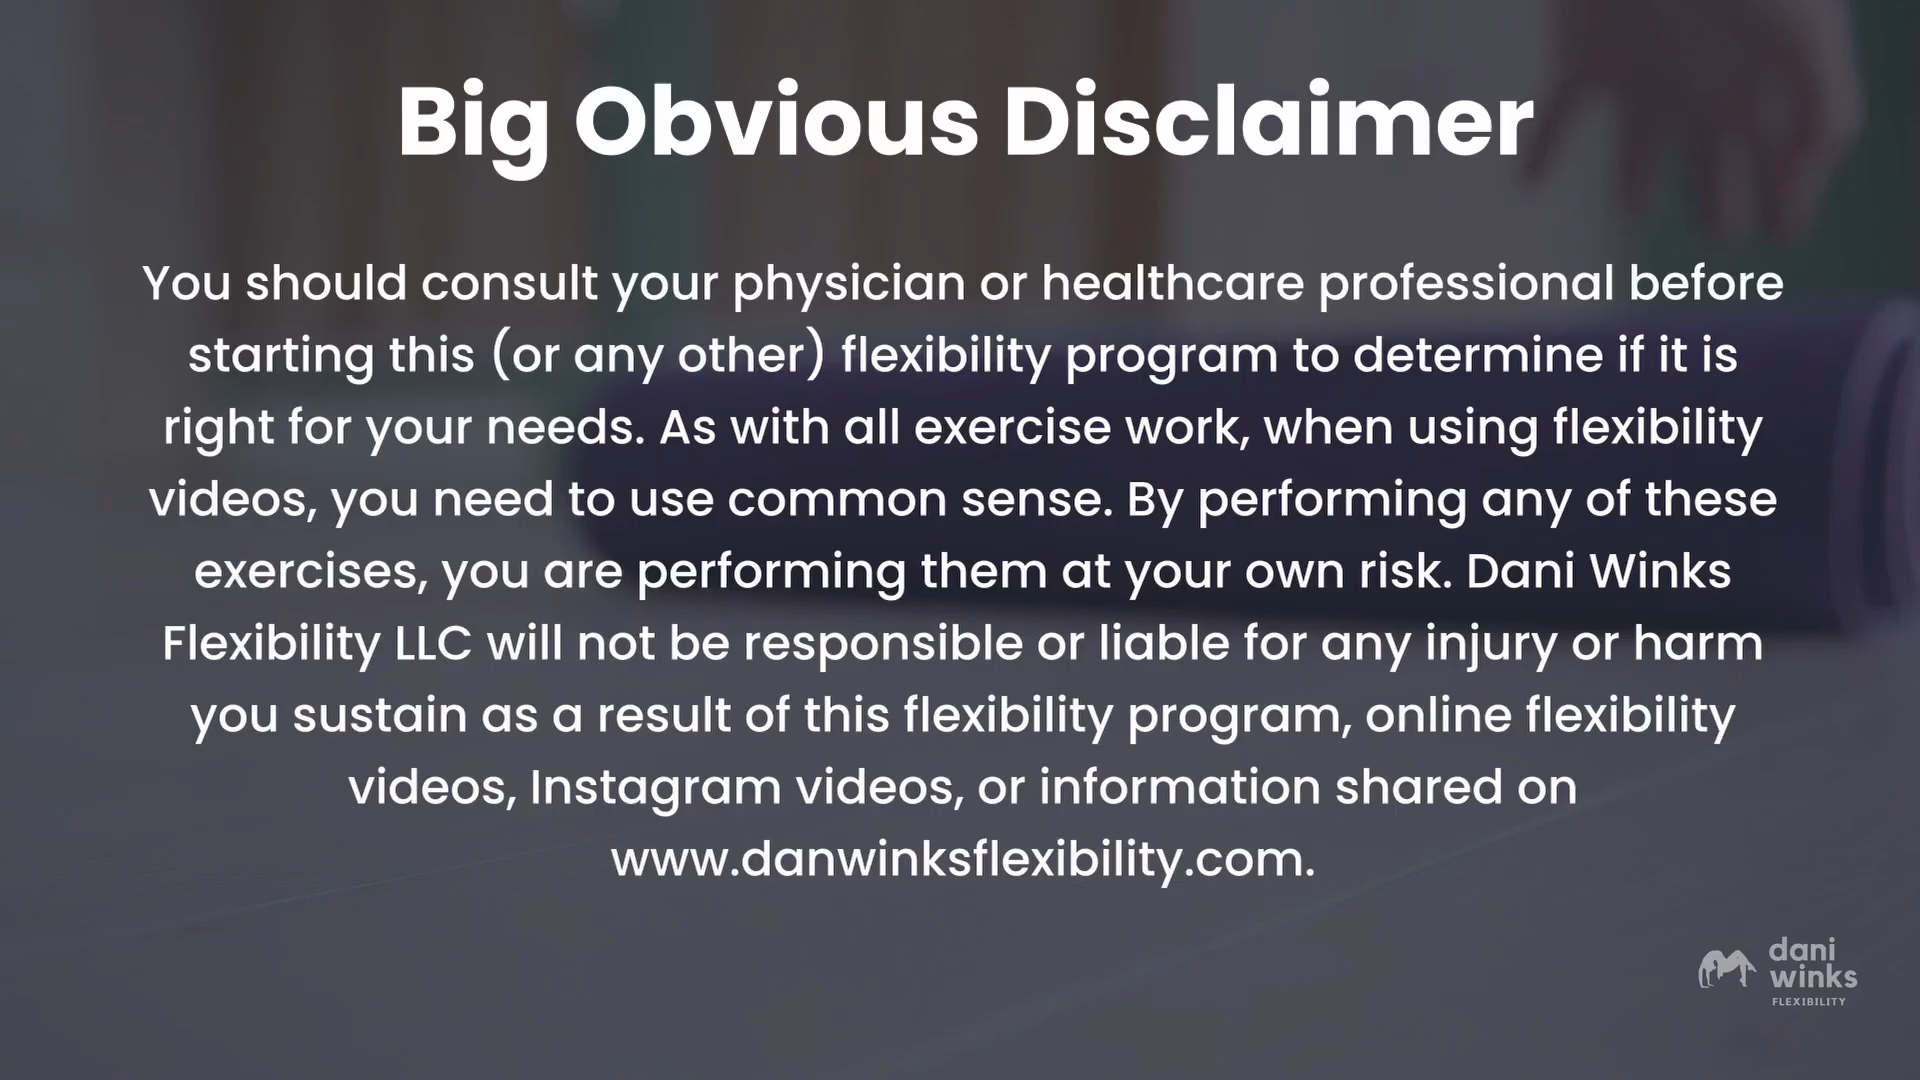 Big Obvious Disclaimer
You should consult your physician or healthcare professional before
starting this (or any other) flexibility program to determine if it is
right for your needs. As with all exercise work, when using flexibility
videos, you need to use common sense. By performing any of these
exercises, you are performing them at your own risk. Dani Winks
Flexibility LLC will not be responsible or liable for any injury or harm
you sustain as a result of this flexibility program, online flexibility
videos, Instagram videos, or information shared on
www.danwinksflexibility.com.
dani
winks
FLEXIBILITY